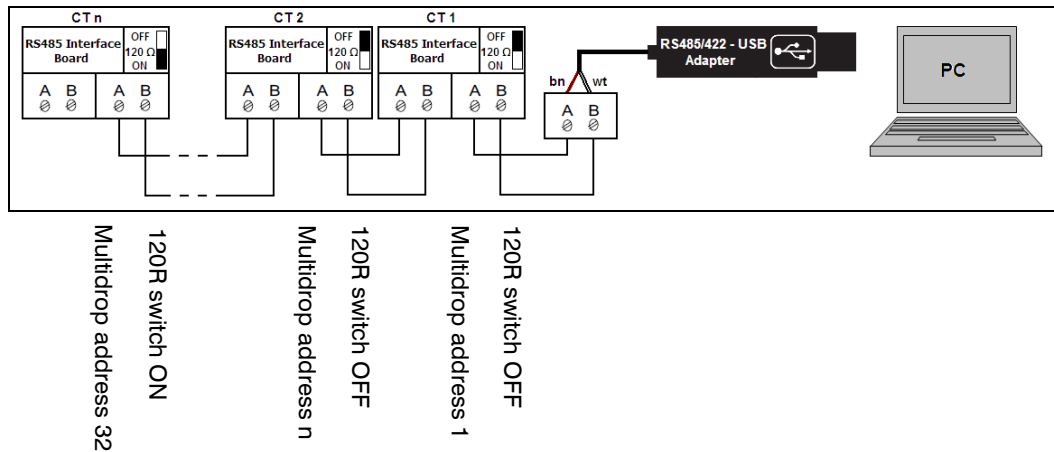 CT n
RS485 Interface
Board
OFF
120 Ω
ON
A B A B
CT 2
RS485 Interface
Board
OFF
120 Ω
ON
A B A B
CT 1
RS485 Interface
Board
OFF
120 Ω
ON
A B A B
bn wt
A B
RS485/422 - USB
Adapter
PC
120R switch ON
Multidrop address 32
120R switch OFF
Multidrop address n
120R switch OFF
Multidrop address 1